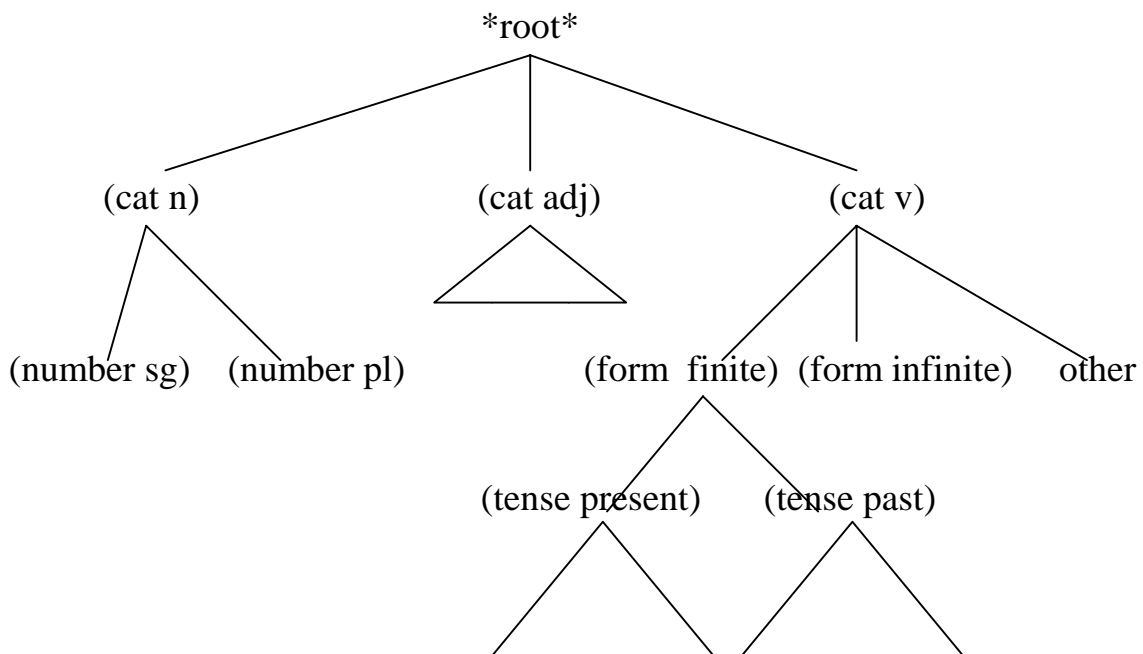 *root*
(cat n) (cat adj) (cat v)
(number sg) (number pl) (form finite) (form infinite) other
(tense present) (tense past)